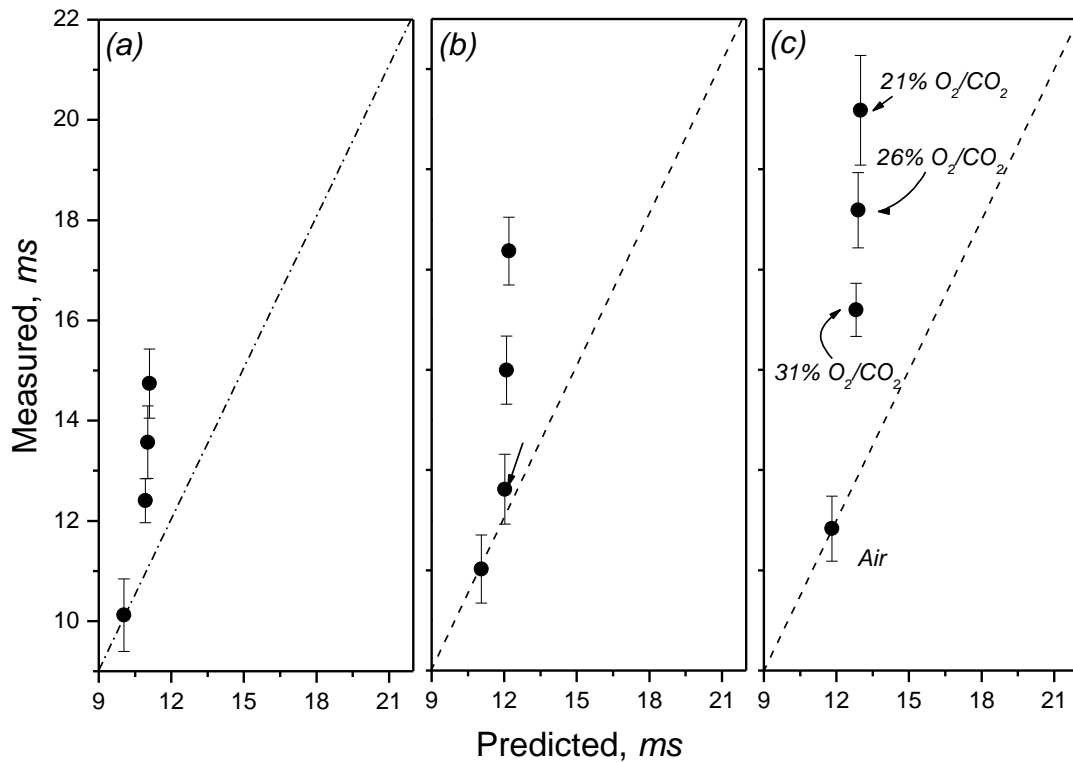 22
20
18
16
14
12
10
Measured, ms
(a)
(b)
(c)
21% O₂/CO₂
26% O₂/CO₂
31% O₂/CO₂
Air
9 12 15 18 21
9 12 15 18 21
9 12 15 18 21
Predicted, ms